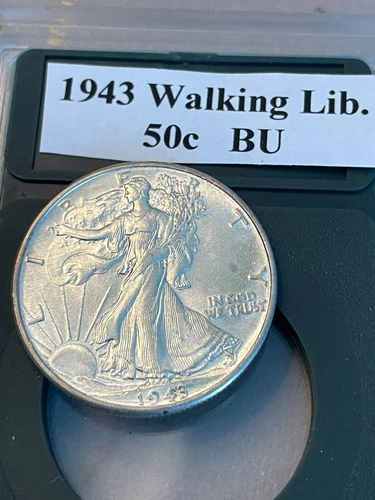 1943 Walking Lib.
50c BU
LIBERTY
IN GOD
WE TRUST
1943